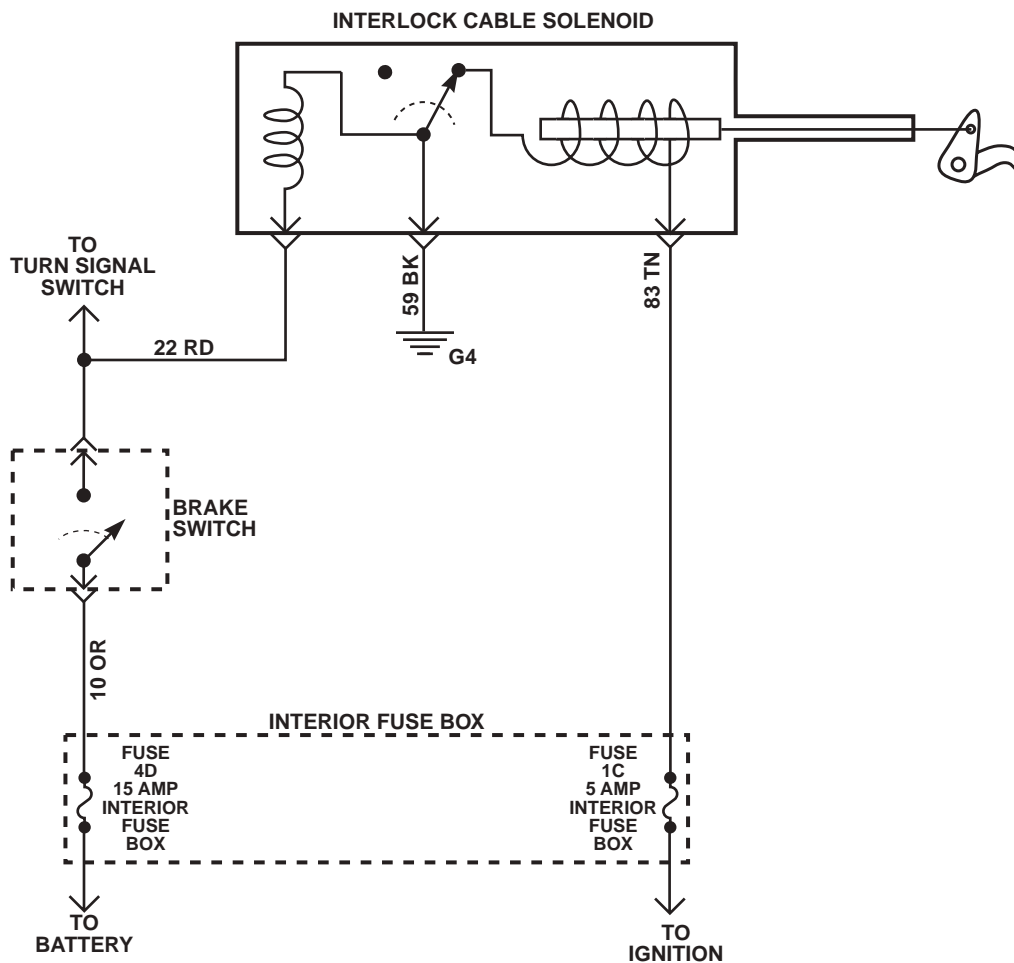 INTERLOCK CABLE SOLENOID
TO
TURN SIGNAL
SWITCH
59 BK
83 TN
G4
22 RD
BRAKE
SWITCH
10 OR
INTERIOR FUSE BOX
FUSE
4D
15 AMP
INTERIOR
FUSE
BOX
FUSE
1C
5 AMP
INTERIOR
FUSE
BOX
TO
BATTERY
TO
IGNITION